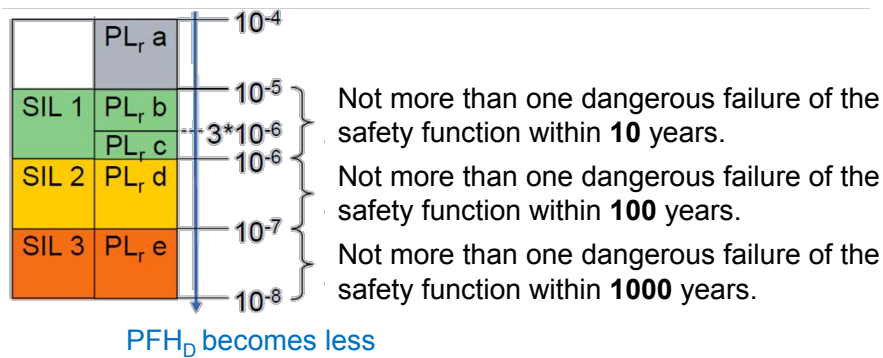 PLr a
10-4
10-5
SIL 1 PLr b
3*10-6
PLr c
10-6
SIL 2 PLr d
10-7
SIL 3 PLr e
10-8
Not more than one dangerous failure of the
safety function within 10 years.
Not more than one dangerous failure of the
safety function within 100 years.
Not more than one dangerous failure of the
safety function within 1000 years.
PFHD becomes less